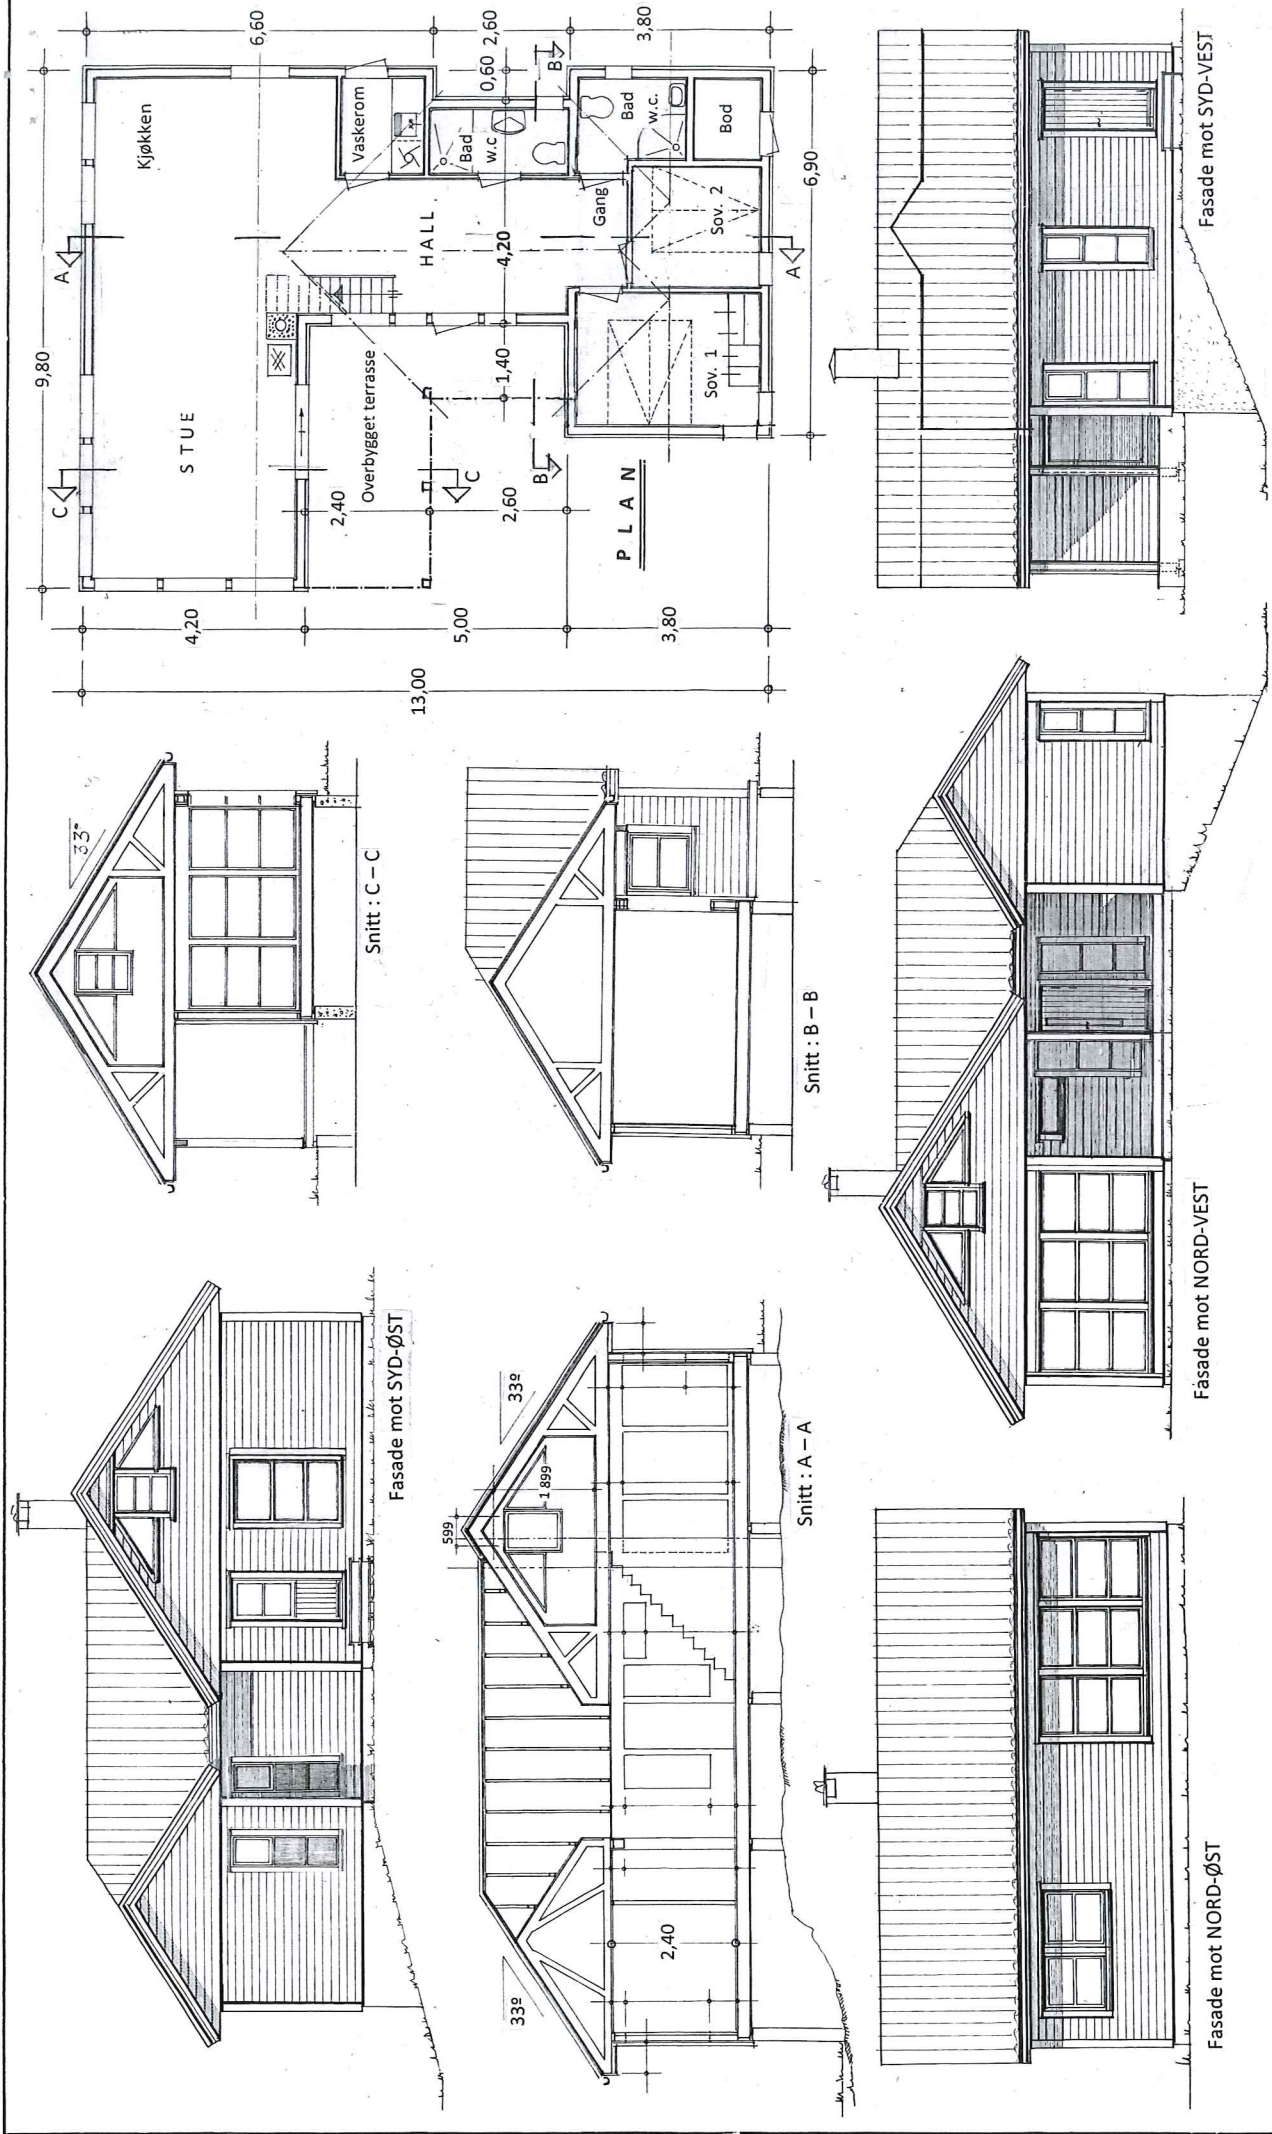 Fasade mot SYD-ØST
33º
33º
599
1 899
2,40
Snitt : A – A
Fasade mot NORD-ØST
33º
Snitt : C – C
Snitt : B – B
Fasade mot NORD-VEST
9,80
C
A
STUE
Kjøkken
Vaskerom
Bad
w.c
HALL
4,20
Overbygget terrasse
2,40
1,40
2,60
C
B
B
Gang
Bad
w.c.
Bod
Sov. 1
Sov. 2
A
6,90
PLAN
4,20
5,00
3,80
13,00
6,60
2,60
0,60
3,80
Fasade mot SYD-VEST